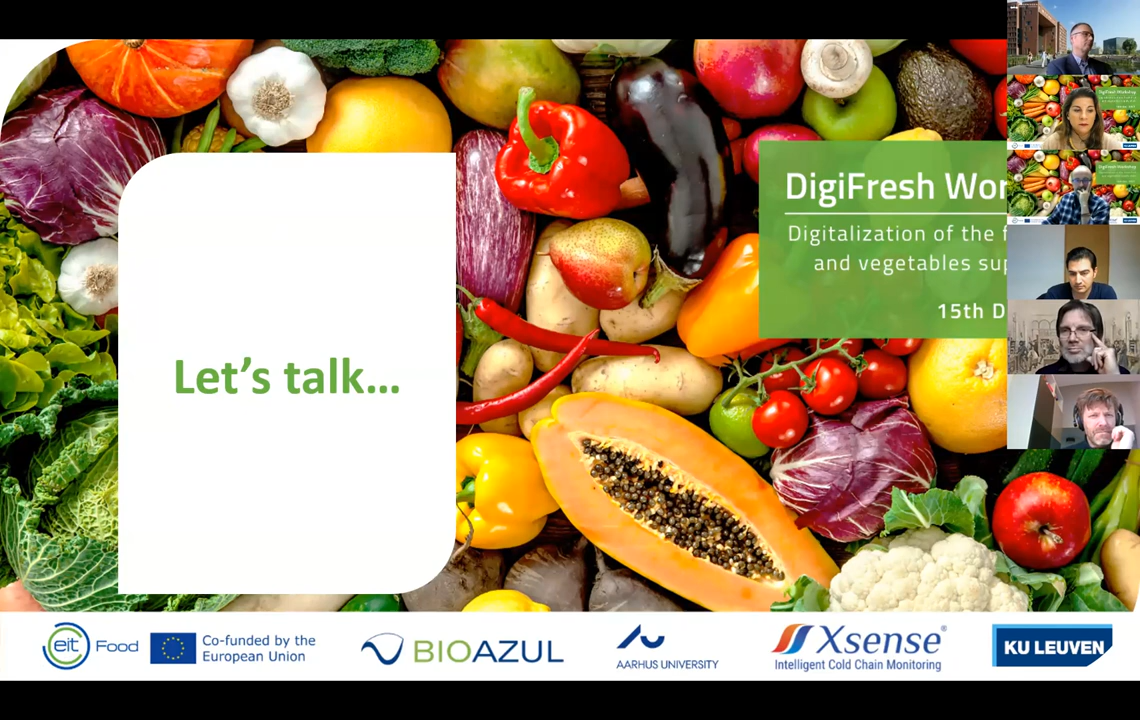 DigiFresh Wor
Digitalization of the f
and vegetables sup
15th D
Let's talk...
eit Food
Co-funded by the
European Union
BIOAZUL
AARHUS UNIVERSITY
Xsense®
Intelligent Cold Chain Monitoring
KU LEUVEN